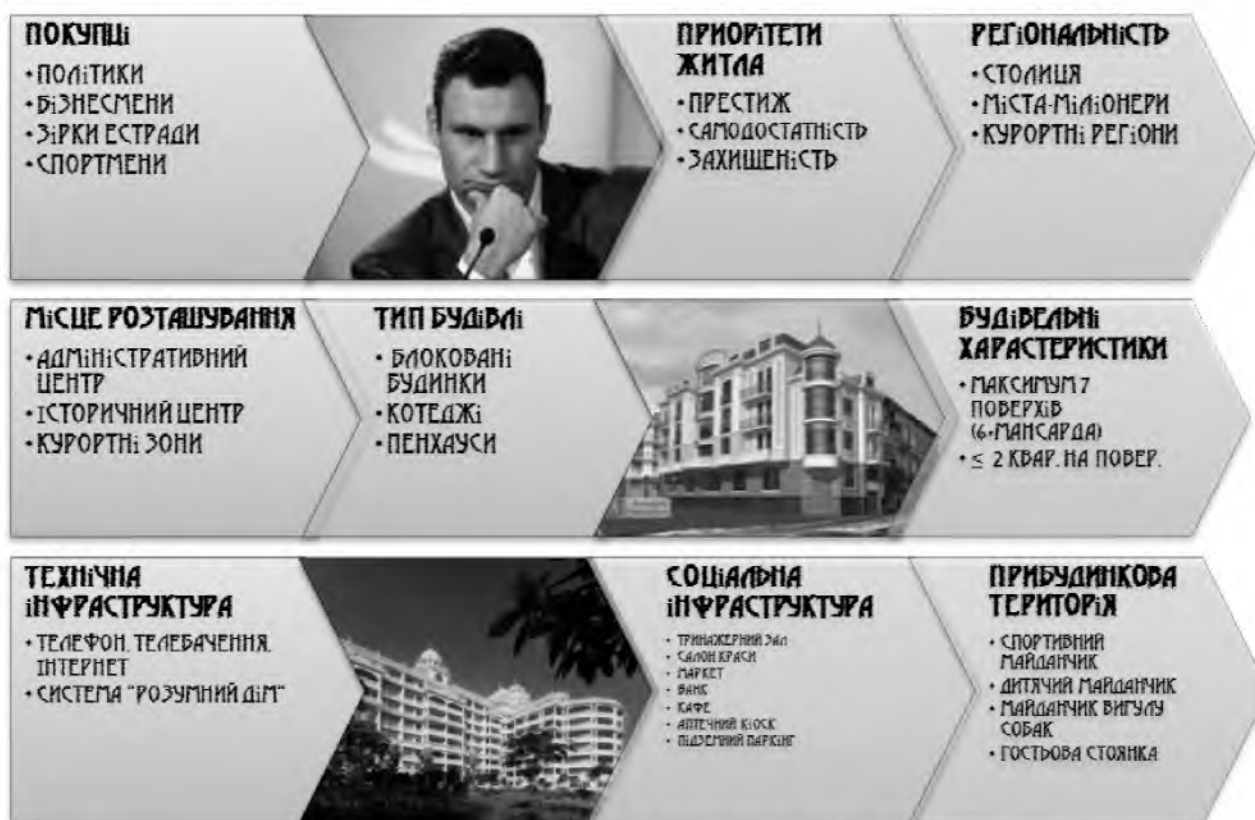 ПОКУПЦІ
• ПОЛІТИКИ
• БІЗНЕСМЕНИ
• ЗІРКИ ЕСТРАДИ
• СПОРТМЕНИ
ПРИОРІТЕТИ
ЖИТЛА
• ПРЕСТИЖ
• САМОДОСТАТНІСТЬ
• ЗАХИЩЕНІСТЬ
РЕГІОНАЛЬНІСТЬ
• СТОЛИЦЯ
• МІСТА-МІЛІОНЕРИ
• КУРОРТНІ РЕГІОНИ
МІСЦЕ РОЗТАШУВАННЯ
• АДМІНІСТРАТИВНИЙ
ЦЕНТР
• ІСТОРИЧНИЙ ЦЕНТР
• КУРОРТНІ ЗОНИ
ТИП БУДІВЛІ
• БЛОКОВАНІ
БУДИНКИ
• КОТЕДЖІ
• ПЕНХАУСИ
БУДІВЕЛЬНІ
ХАРАСТЕРИСТИКИ
• МАКСИМУМ 7
ПОВЕРХІВ
(6+МАНСАРДА)
• ≤ 2 КВАР. НА ПОВЕР.
ТЕХНІЧНА
ІНФРАСТРУКТУРА
• ТЕЛЕФОН, ТЕЛЕБАЧЕННЯ,
ІНТЕРНЕТ
• СИСТЕМА "РОЗУМНИЙ ДІМ"
СОЦІАЛЬНА
ІНФРАСТРУКТУРА
• ТРИНАЖЕРНИЙ ЗАЛ
• САЛОН КРАСИ
• МАРКЕТ
• БАНК
• КАФЕ
• АПТЕЧНИЙ КІОСК
• ПІДЗЕМНИЙ ПАРКІНГ
ПРИБУДИНКОВА
ТЕРИТОРІЯ
• СПОРТИВНИЙ
МАЙДАНЧИК
• ДИТЯЧИЙ МАЙДАНЧИК
• МАЙДАНЧИК ВИГУЛУ
СОБАК
• ГОСТЬОВА СТОЯНКА